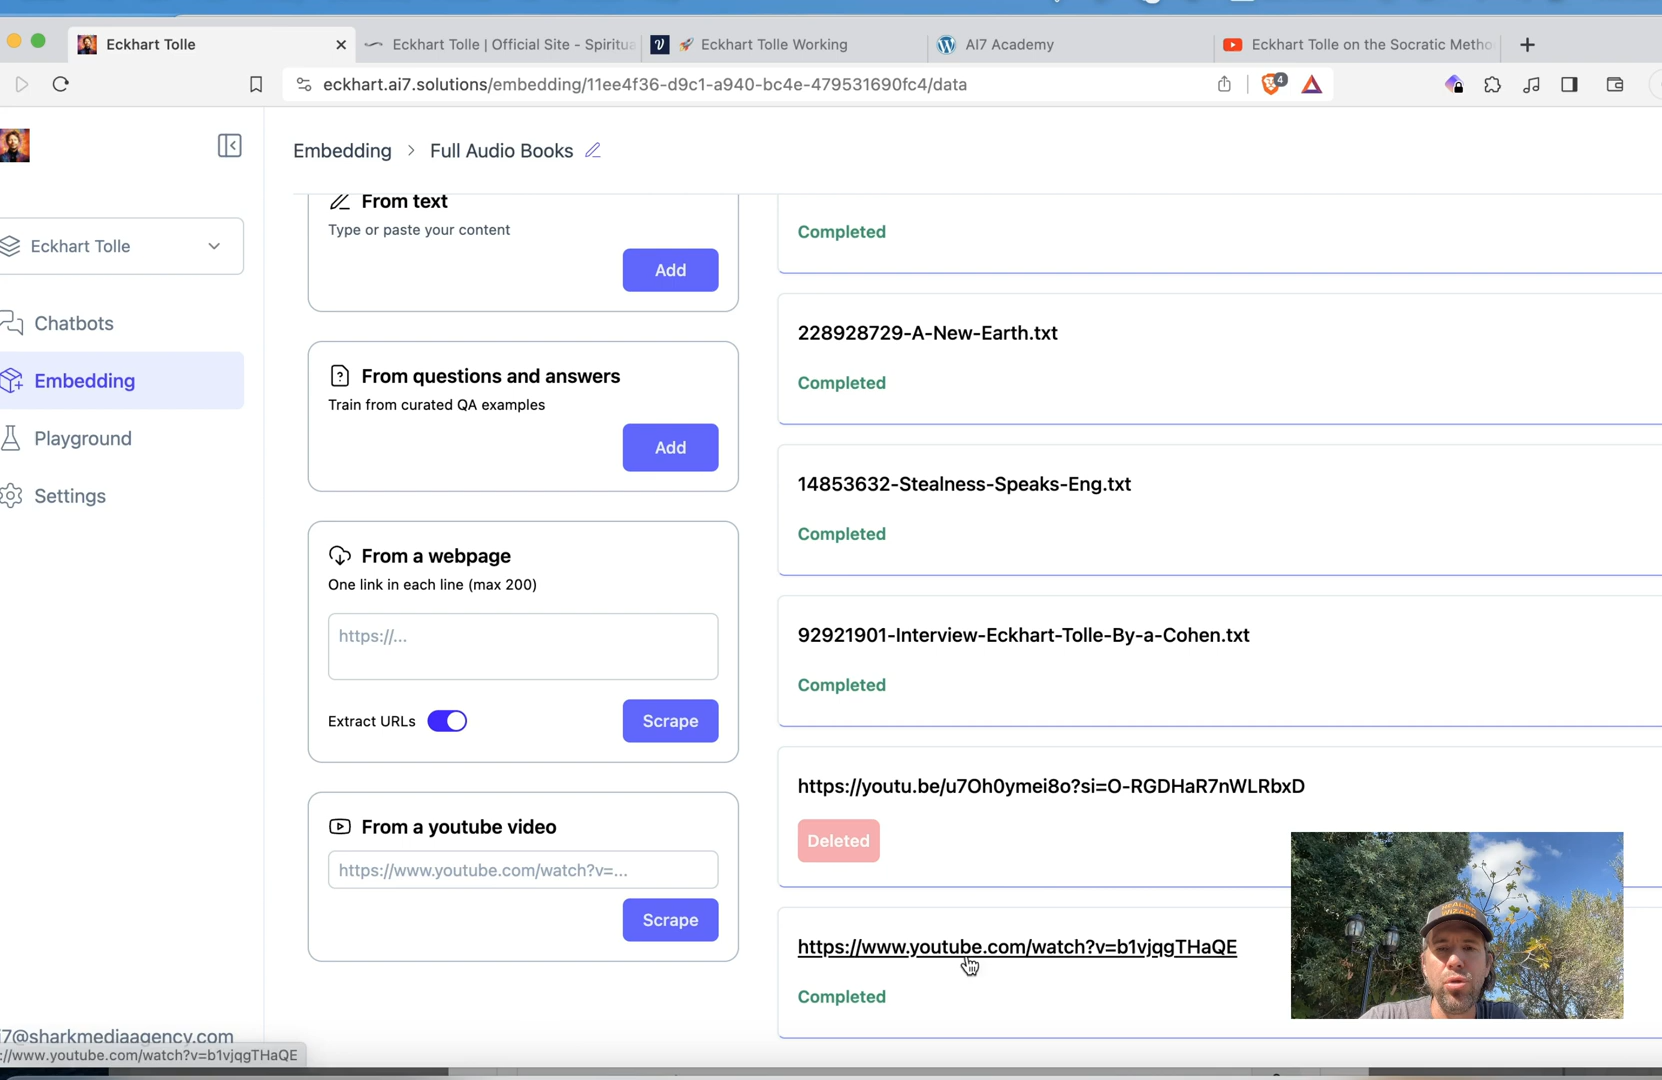 Eckhart Tolle
Eckhart Tolle | Official Site - Spiritua
Eckhart Tolle Working
AI7 Academy
Eckhart Tolle on the Socratic Metho
eckhart.ai7.solutions/embedding/11ee4f36-d9c1-a940-bc4e-479531690fc4/data
4
Embedding > Full Audio Books
Eckhart Tolle
Chatbots
Embedding
Playground
Settings
i7@sharkmediaagency.com
://www.youtube.com/watch?v=b1vjqgTHaQE
From text
Type or paste your content
Add
From questions and answers
Train from curated QA examples
Add
From a webpage
One link in each line (max 200)
https://...
Extract URLs
Scrape
From a youtube video
https://www.youtube.com/watch?v=...
Scrape
Completed
228928729-A-New-Earth.txt
Completed
14853632-Stealness-Speaks-Eng.txt
Completed
92921901-Interview-Eckhart-Tolle-By-a-Cohen.txt
Completed
https://youtu.be/u7Oh0ymei8o?si=O-RGDHaR7nWLRbxD
Deleted
https://www.youtube.com/watch?v=b1vjqgTHaQE
Completed